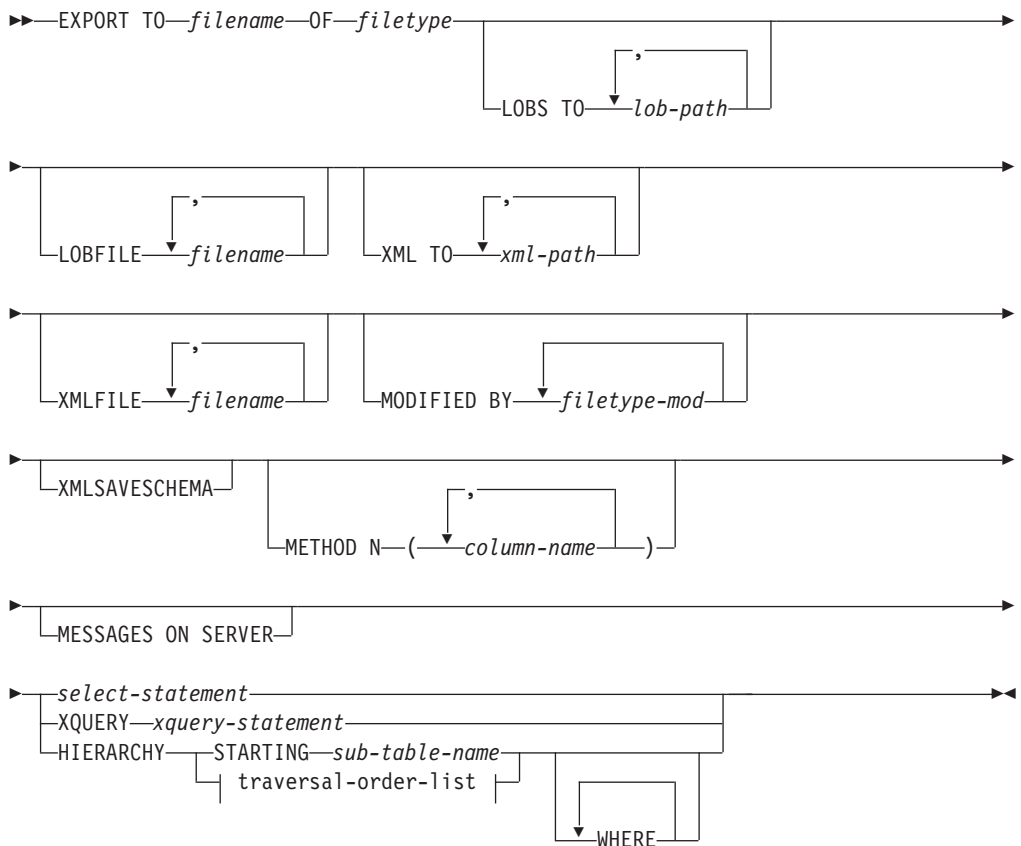 EXPORT TO filename OF filetype
,
LOBS TO lob-path
, ,
LOBFILE filename XML TO xml-path
,
XMLFILE filename MODIFIED BY filetype-mod
XMLSAVESCHEMA
,
METHOD N ( column-name )
MESSAGES ON SERVER
select-statement
XQUERY xquery-statement
HIERARCHY STARTING sub-table-name
traversal-order-list
WHERE